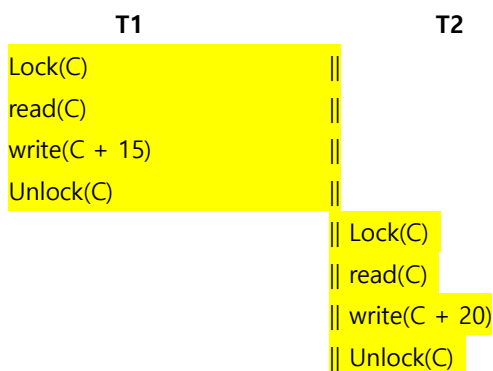 T1 T2
Lock(C) ||
read(C) ||
write(C + 15) ||
Unlock(C) ||
|| Lock(C)
|| read(C)
|| write(C + 20)
|| Unlock(C)